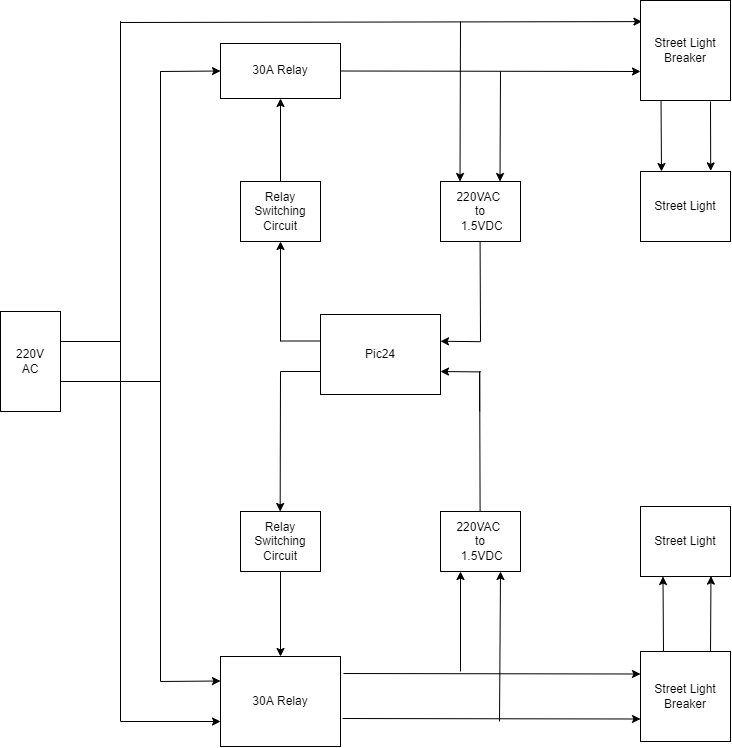 Street Light
Breaker
30A Relay
Relay
Switching
Circuit
220VAC
to
1.5VDC
Street Light
220V
AC
Pic24
Relay
Switching
Circuit
220VAC
to
1.5VDC
Street Light
30A Relay
Street Light
Breaker